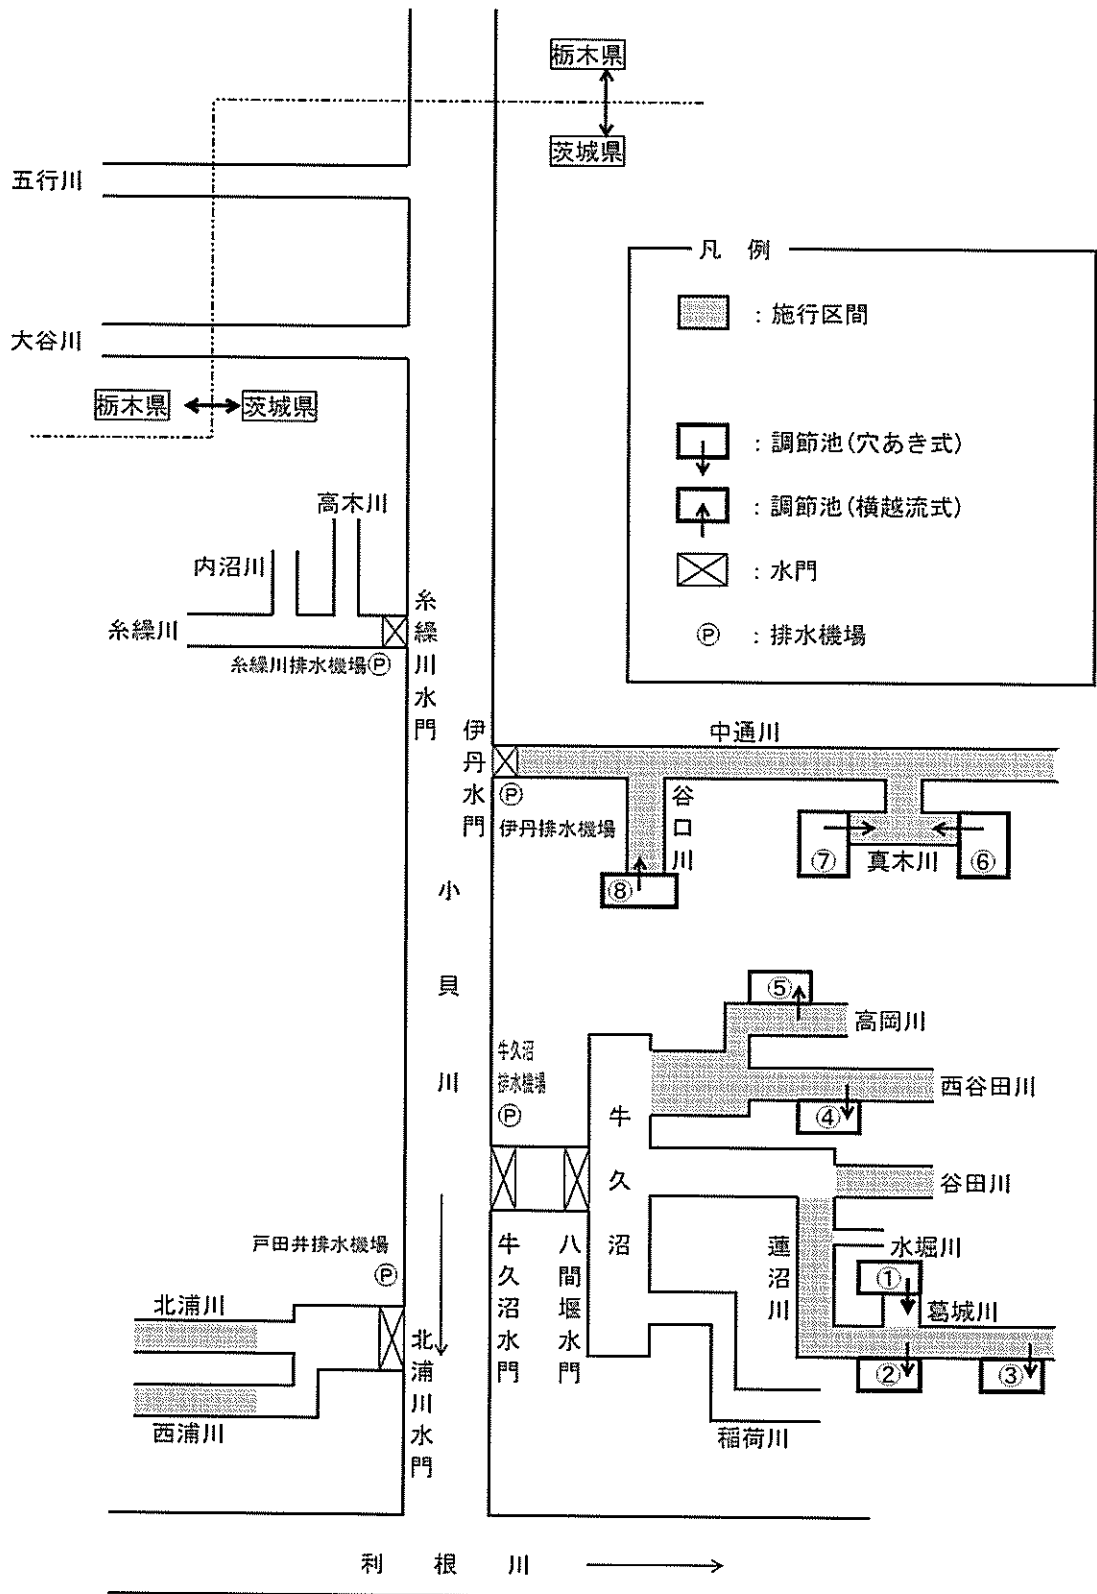 栃木県
茨城県
五行川
大谷川
栃木県
茨城県
凡例
：施行区間
：調節池(穴あき式)
：調節池(横越流式)
：水門
Ⓟ：排水機場
高木川
内沼川
糸繰川
糸繰川排水機場Ⓟ
糸繰川水門
伊丹水門
Ⓟ
伊丹排水機場
中通川
谷口川
真木川
⑦
⑥
⑧
小貝川
⑤
高岡川
牛久沼
排水機場
Ⓟ
西谷田川
④
牛久沼
谷田川
蓮沼川
水堀川
①
葛城川
②
③
牛久沼水門
八間堰水門
稲荷川
戸田井排水機場
Ⓟ
北浦川
西浦川
北浦川水門
利根川